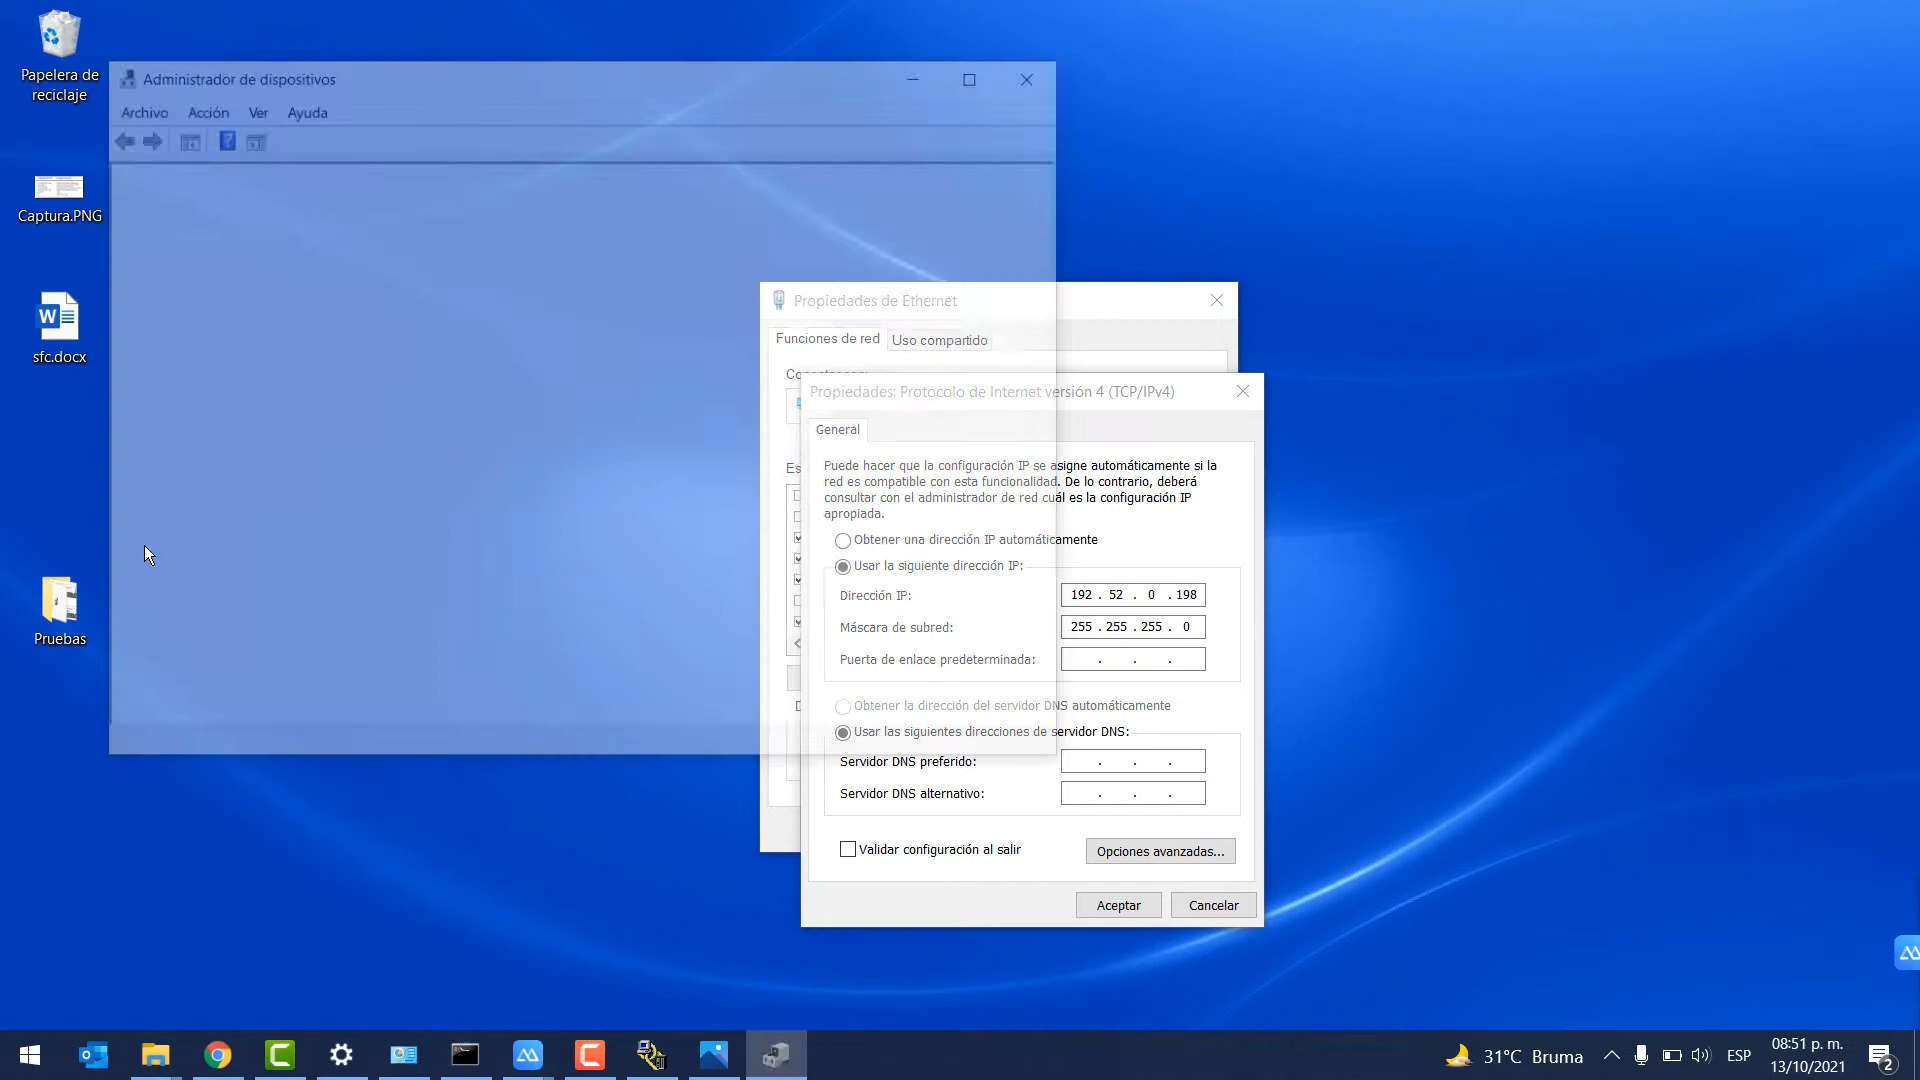 Papelera de
reciclaje
Captura.PNG
sfc.docx
Pruebas
Administrador de dispositivos
Archivo Acción Ver Ayuda
Propiedades de Ethernet
Funciones de red Uso compartido
Propiedades: Protocolo de Internet versión 4 (TCP/IPv4)
General
Puede hacer que la configuración IP se asigne automáticamente si la
red es compatible con esta funcionalidad. De lo contrario, deberá
consultar con el administrador de red cuál es la configuración IP
apropiada.
Obtener una dirección IP automáticamente
Usar la siguiente dirección IP:
Dirección IP: 192 . 52 . 0 . 198
Máscara de subred: 255 . 255 . 255 . 0
Puerta de enlace predeterminada: . . .
Obtener la dirección del servidor DNS automáticamente
Usar las siguientes direcciones de servidor DNS:
Servidor DNS preferido: . . .
Servidor DNS alternativo: . . .
Validar configuración al salir
Opciones avanzadas...
Aceptar Cancelar
31°C Bruma
ESP
08:51 p. m.
13/10/2021
2